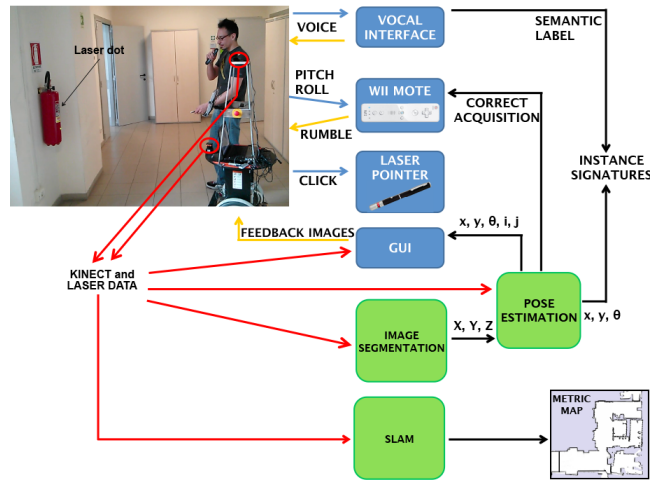 Laser dot
VOICE
VOCAL
INTERFACE
SEMANTIC
LABEL
PITCH
ROLL
WII MOTE
CORRECT
ACQUISITION
RUMBLE
LASER
POINTER
CLICK
INSTANCE
SIGNATURES
FEEDBACK IMAGES
GUI
x, y, θ, i, j
KINECT and
LASER DATA
POSE
ESTIMATION
x, y, θ
IMAGE
SEGMENTATION
X, Y, Z
SLAM
METRIC
MAP